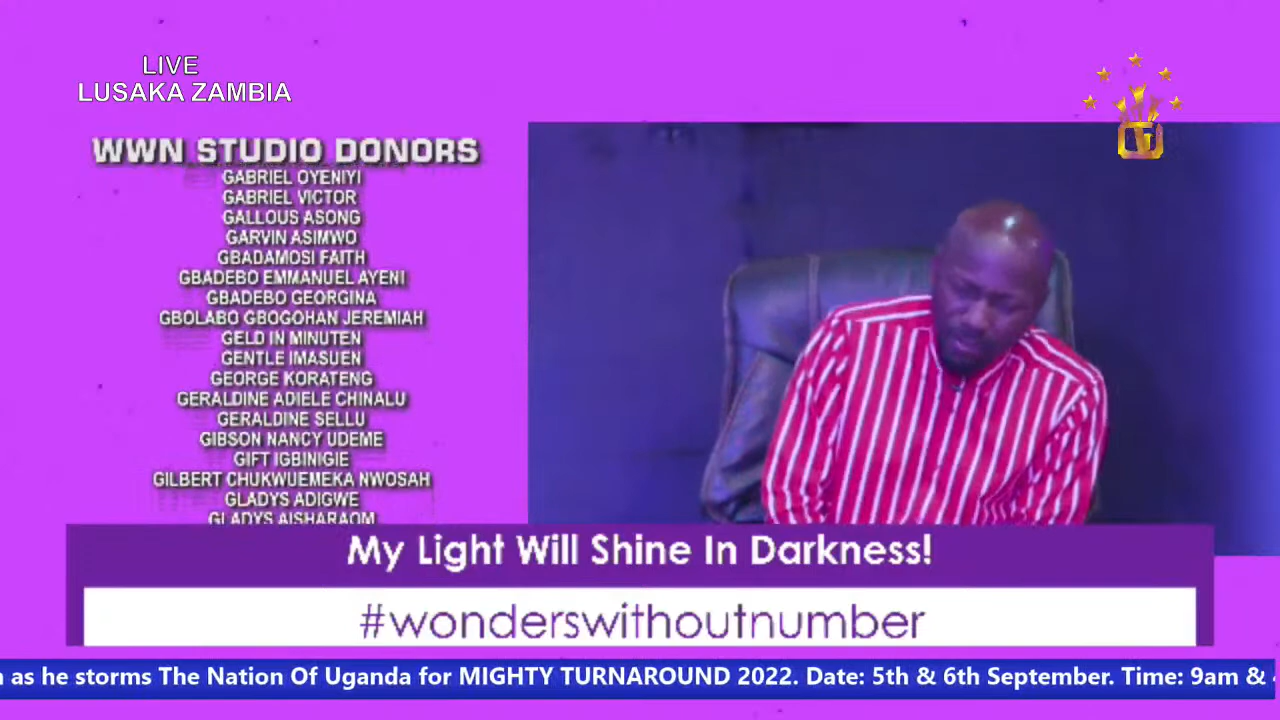 LIVE
LUSAKA ZAMBIA
WWN STUDIO DONORS
GABRIEL OYENIYI
GABRIEL VICTOR
GALLOUS ASONG
GARVIN ASIMWO
GBADAMOSI FAITH
GBADEBO EMMANUEL AYENI
GBADEBO GEORGINA
GBOLABO GBOGOHAN JEREMIAH
GELD IN MINUTEN
GENTLE IMASUEN
GEORGE KORATENG
GERALDINE ADIELE CHINALU
GERALDINE SELLU
GIBSON NANCY UDEME
GIFT IGBINIGIE
GILBERT CHUKWUEMEKA NWOSAH
GLADYS ADIGWE
GLADYS AISHARAOM
My Light Will Shine In Darkness!
#wonderswithoutnumber
as he storms The Nation Of Uganda for MIGHTY TURNAROUND 2022. Date: 5th & 6th September. Time: 9am &